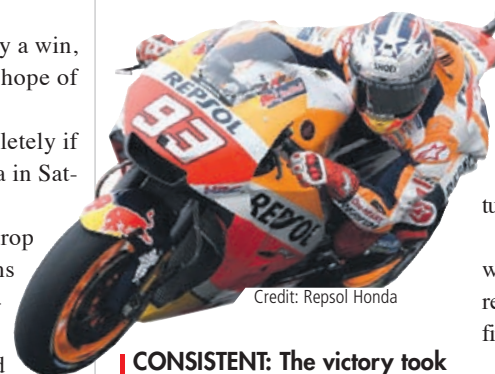 y a win,
hope of
letely if
a in Sat-
rop
ns
d
SHOEI
REPSOL
93
REPSOL
tu
w
re
fi
Credit: Repsol Honda
CONSISTENT: The victory took